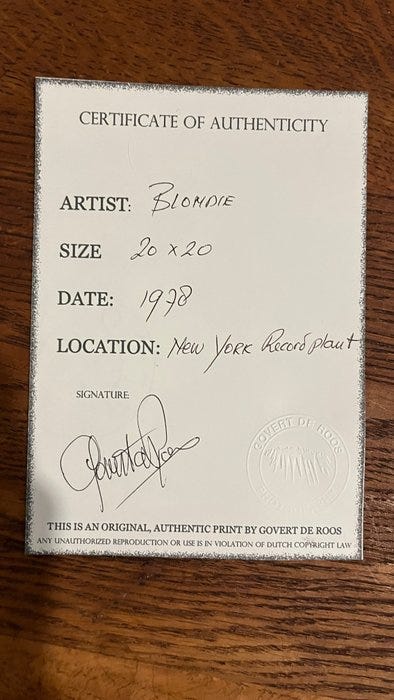 CERTIFICATE OF AUTHENTICITY
ARTIST: BLONDIE
SIZE 20 x 20
DATE: 1978
LOCATION: New York Record plant
SIGNATURE
GOVERT DE ROOS
THIS IS AN ORIGINAL, AUTHENTIC PRINT BY GOVERT DE ROOS
ANY UNAUTHORIZED REPRODUCTION OR USE IS IN VIOLATION OF DUTCH COPYRIGHT LAW